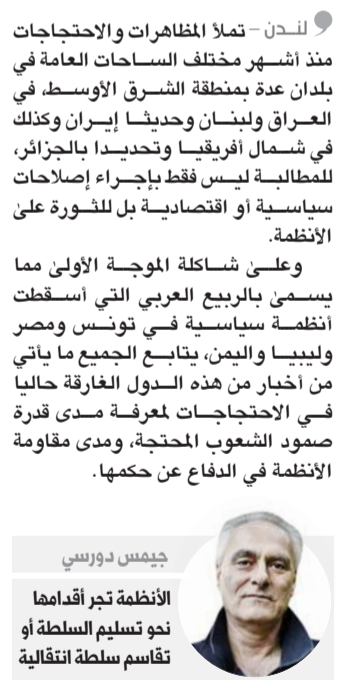 لندن – تملأ المظاهرات والاحتجاجات
منذ أشهر مختلف الساحات العامة في
بلدان عدة بمنطقة الشرق الأوسط، في
العراق ولبنان وحديثا إيران وكذلك
في شمال أفريقيا وتحديدا بالجزائر،
للمطالبة ليس فقط بإجراء إصلاحات
سياسية أو اقتصادية بل للثورة على
الأنظمة.
وعلى شاكلة الموجة الأولى مما
يسمى بالربيع العربي التي أسقطت
أنظمة سياسية في تونس ومصر
وليبيا واليمن، يتابع الجميع ما يأتي
من أخبار من هذه الدول الغارقة حاليا
في الاحتجاجات لمعرفة مدى قدرة
صمود الشعوب المحتجة، ومدى مقاومة
الأنظمة في الدفاع عن حكمها.
جيمس دورسي
الأنظمة تجر أقدامها
نحو تسليم السلطة أو
تقاسم سلطة انتقالية